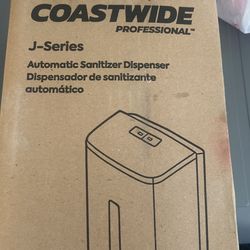 COASTWIDE
PROFESSIONAL™
J-Series
Automatic Sanitizer Dispenser
Dispensador de sanitizante
automático